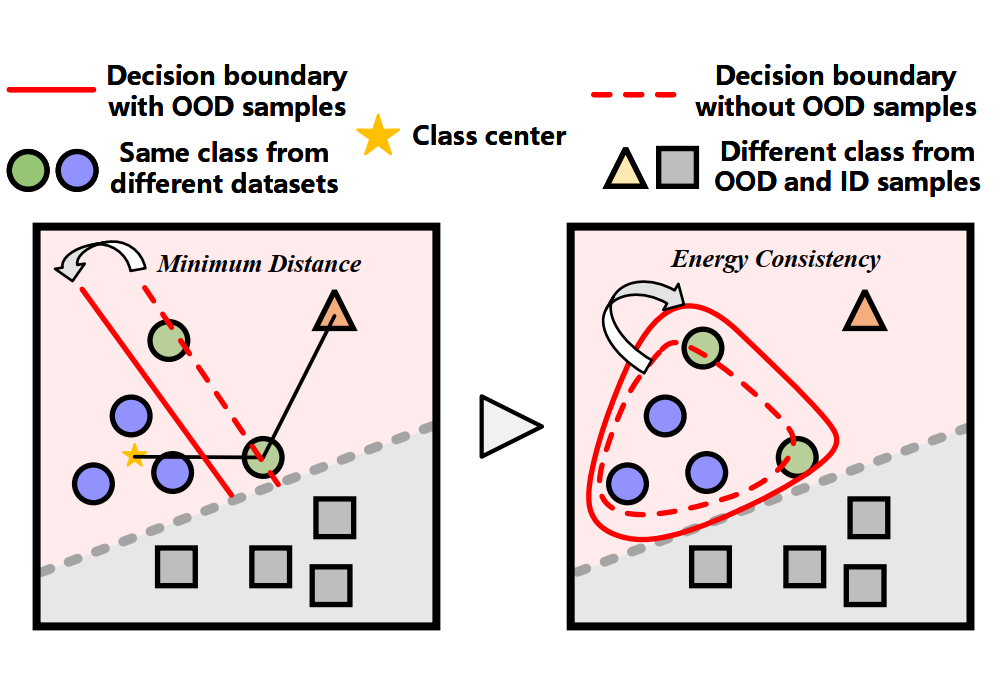 Decision boundary
with OOD samples
Decision boundary
without OOD samples
Class center
Same class from
different datasets
Different class from
OOD and ID samples
Minimum Distance
Energy Consistency